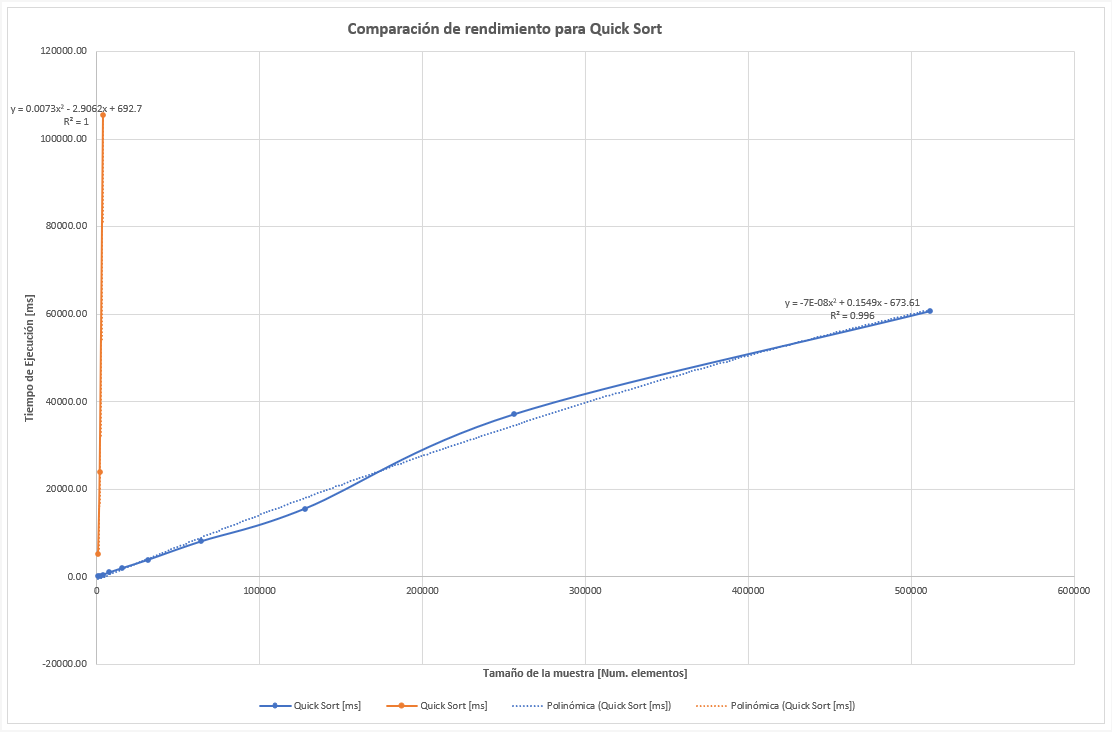 Comparación de rendimiento para Quick Sort
120000.00
y = 0.0073x² - 2.9062x + 692.7
R² = 1
100000.00
80000.00
60000.00
y = -7E-08x² + 0.1549x - 673.61
R² = 0.996
40000.00
20000.00
0.00
-20000.00
Tiempo de Ejecución [ms]
0 100000 200000 300000 400000 500000 600000
Tamaño de la muestra [Num. elementos]
Quick Sort [ms] Quick Sort [ms] Polinómica (Quick Sort [ms]) Polinómica (Quick Sort [ms])